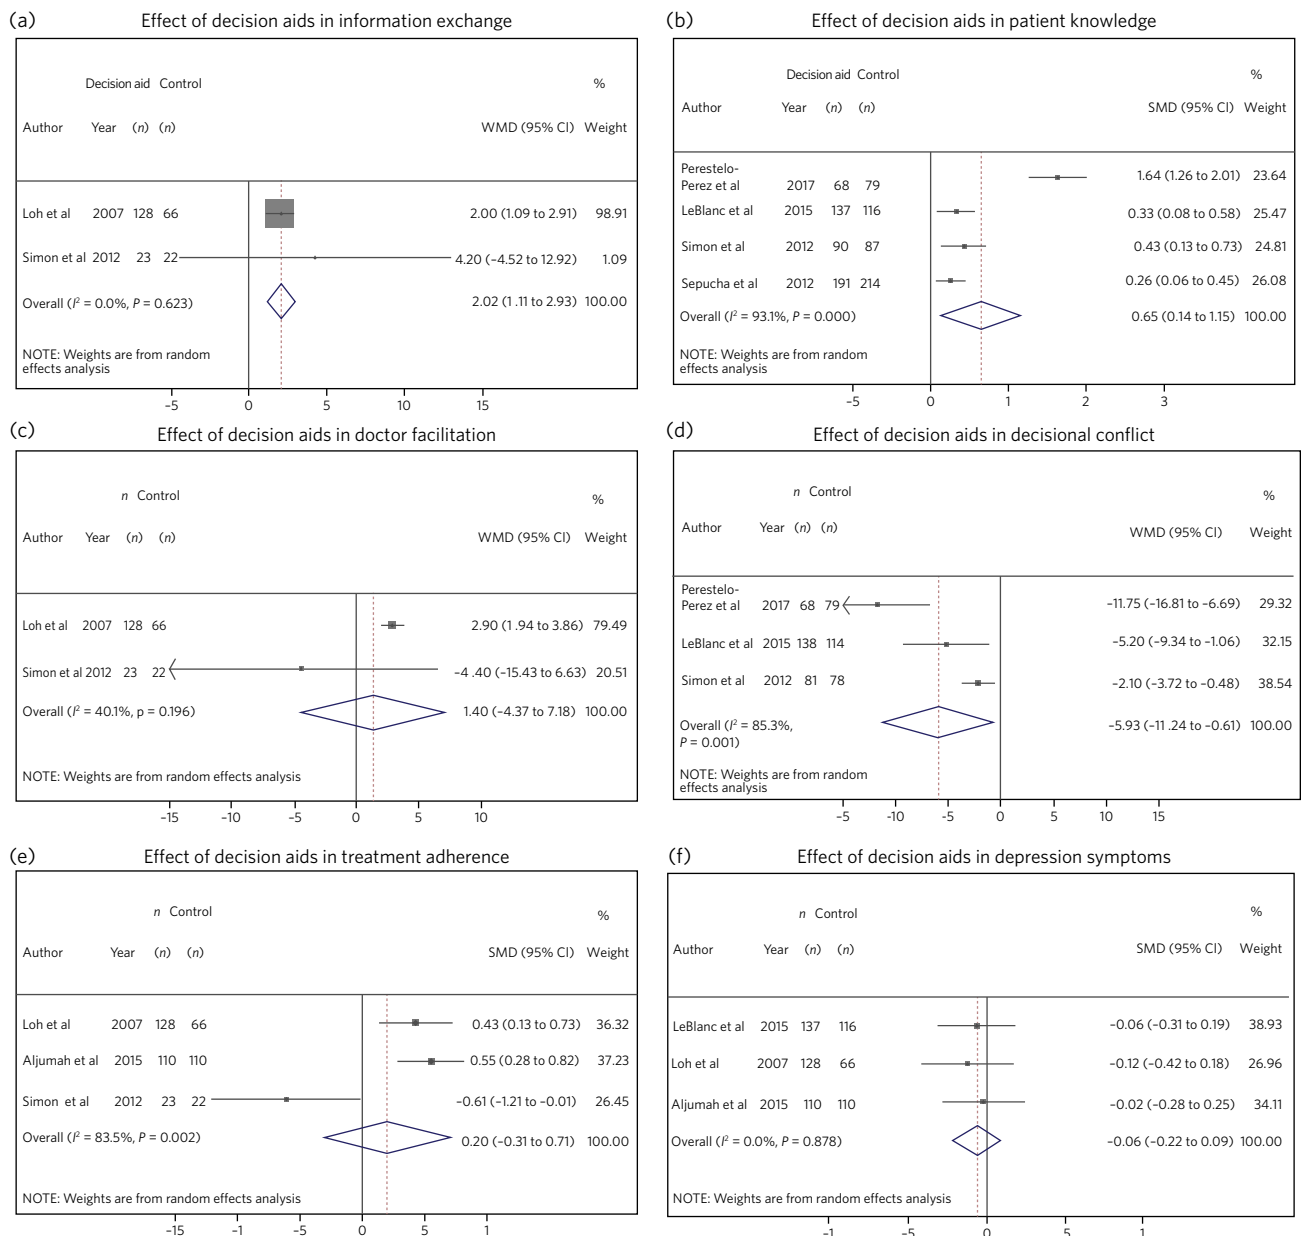 (a) Effect of decision aids in information exchange
Decision aid Control %
Author Year (n) (n) WMD (95% CI) Weight
Loh et al 2007 128 66 2.00 (1.09 to 2.91) 98.91
Simon et al 2012 23 22 4.20 (–4.52 to 12.92) 1.09
Overall (I² = 0.0%, P = 0.623) 2.02 (1.11 to 2.93) 100.00
NOTE: Weights are from random
effects analysis
–5 0 5 10 15
(b) Effect of decision aids in patient knowledge
Decision aid Control %
Author Year (n) (n) SMD (95% CI) Weight
Perestelo-
Perez et al 2017 68 79 1.64 (1.26 to 2.01) 23.64
LeBlanc et al 2015 137 116 0.33 (0.08 to 0.58) 25.47
Simon et al 2012 90 87 0.43 (0.13 to 0.73) 24.81
Sepucha et al 2012 191 214 0.26 (0.06 to 0.45) 26.08
Overall (I² = 93.1%, P = 0.000) 0.65 (0.14 to 1.15) 100.00
NOTE: Weights are from random
effects analysis
–5 0 1 2 3
(c) Effect of decision aids in doctor facilitation
n Control %
Author Year (n) (n) WMD (95% CI) Weight
Loh et al 2007 128 66 2.90 (1.94 to 3.86) 79.49
Simon et al 2012 23 22 –4.40 (–15.43 to 6.63) 20.51
Overall (I² = 40.1%, p = 0.196) 1.40 (–4.37 to 7.18) 100.00
NOTE: Weights are from random effects analysis
–15 –10 –5 0 5 10
(d) Effect of decision aids in decisional conflict
n Control %
Author Year (n) (n) WMD (95% CI) Weight
Perestelo-
Perez et al 2017 68 79 –11.75 (–16.81 to –6.69) 29.32
LeBlanc et al 2015 138 114 –5.20 (–9.34 to –1.06) 32.15
Simon et al 2012 81 78 –2.10 (–3.72 to –0.48) 38.54
Overall (I² = 85.3%,
P = 0.001) –5.93 (–11.24 to –0.61) 100.00
NOTE: Weights are from random
effects analysis
–5 –10 –5 0 5 10 15
(e) Effect of decision aids in treatment adherence
n Control %
Author Year (n) (n) SMD (95% CI) Weight
Loh et al 2007 128 66 0.43 (0.13 to 0.73) 36.32
Aljumah et al 2015 110 110 0.55 (0.28 to 0.82) 37.23
Simon et al 2012 23 22 –0.61 (–1.21 to –0.01) 26.45
Overall (I² = 83.5%, P = 0.002) 0.20 (–0.31 to 0.71) 100.00
NOTE: Weights are from random effects analysis
–15 –1 –5 0 5 1
(f) Effect of decision aids in depression symptoms
n Control %
Author Year (n) (n) SMD (95% CI) Weight
LeBlanc et al 2015 137 116 –0.06 (–0.31 to 0.19) 38.93
Loh et al 2007 128 66 –0.12 (–0.42 to 0.18) 26.96
Aljumah et al 2015 110 110 –0.02 (–0.28 to 0.25) 34.11
Overall (I² = 0.0%, P = 0.878) –0.06 (–0.22 to 0.09) 100.00
NOTE: Weights are from random effects analysis
–1 –5 0 5 1